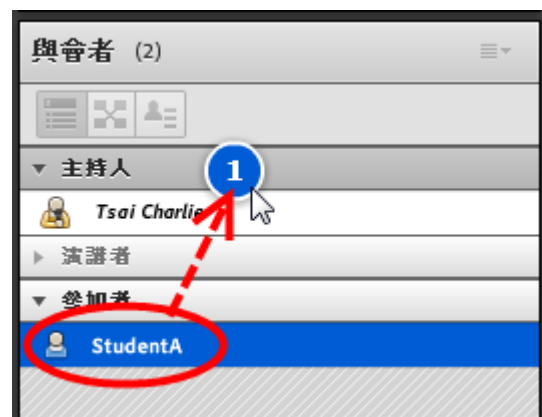 與會者 (2)
主持人
1
Tsai Charlie
演講者
參加者
StudentA